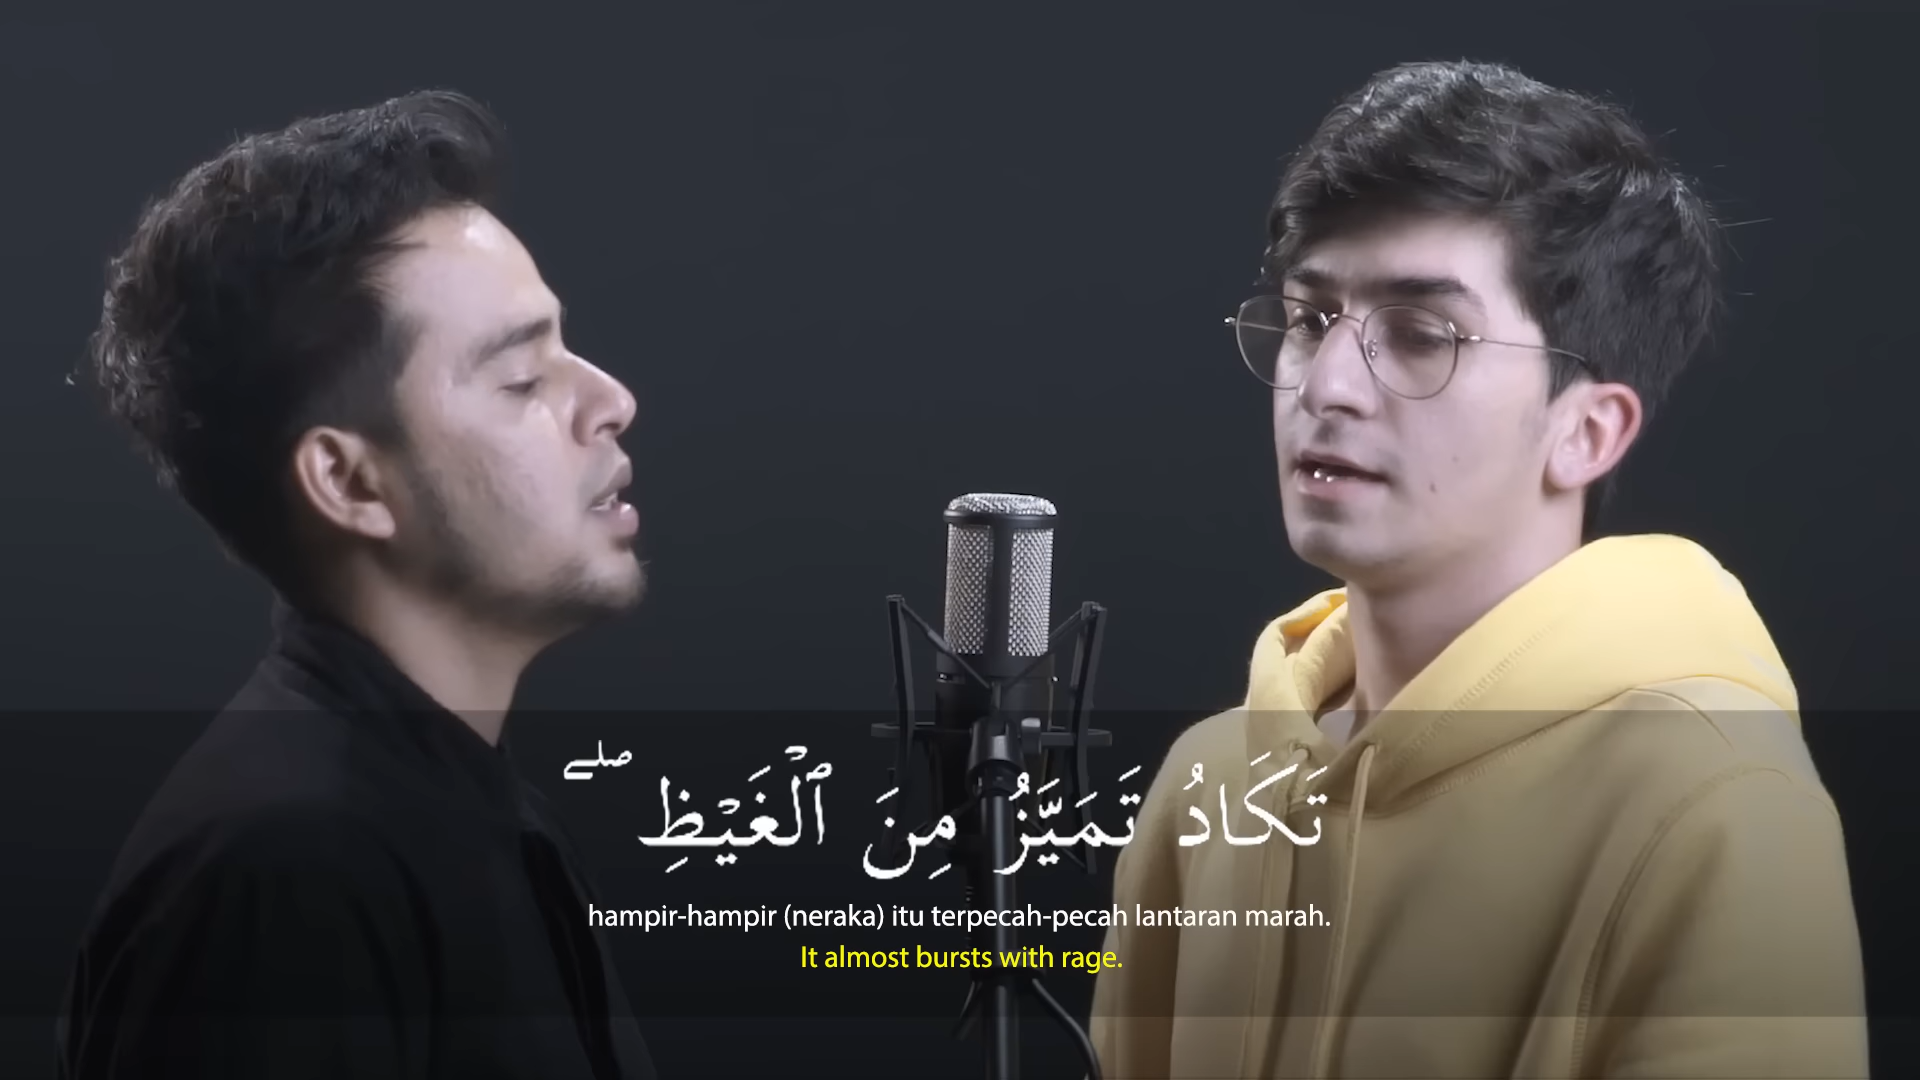 تَكَادُ تَمَيَّزُ مِنَ ٱلْغَيْظِ ۖ
hampir-hampir (neraka) itu terpecah-pecah lantaran marah.
It almost bursts with rage.